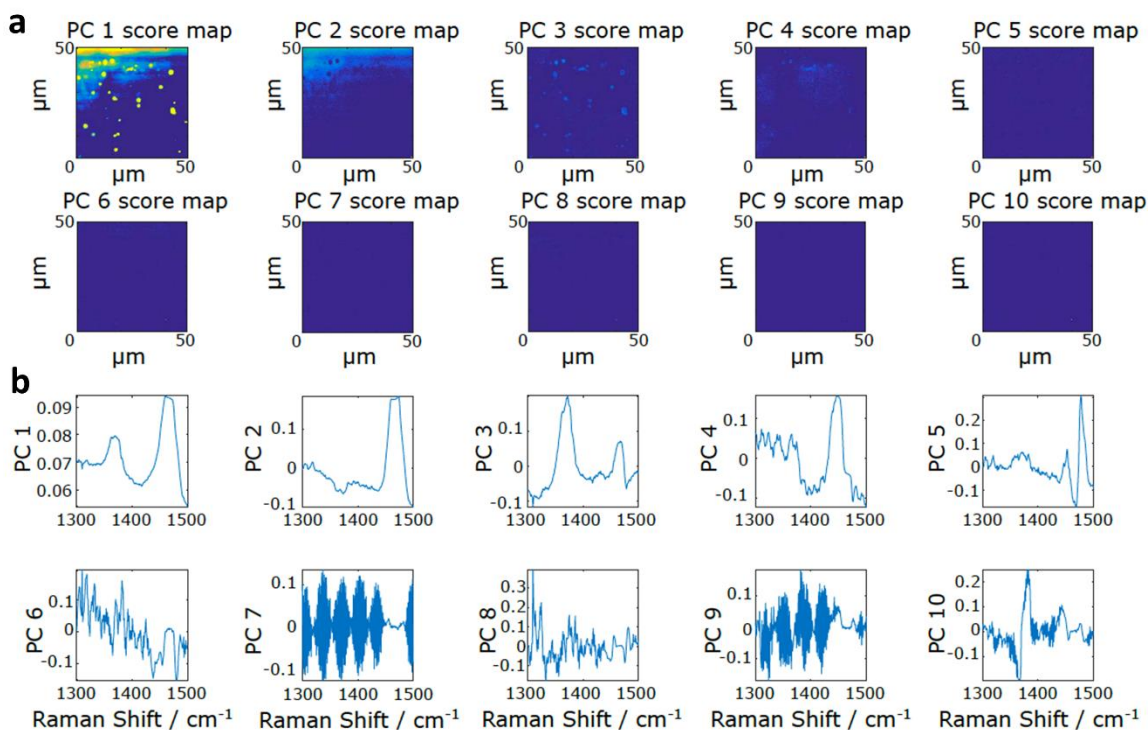 a
PC 1 score map PC 2 score map PC 3 score map PC 4 score map PC 5 score map
50 50 50 50 50
µm µm µm µm µm
0 50 0 50 0 50 0 50 0 50
µm µm µm µm µm
PC 6 score map PC 7 score map PC 8 score map PC 9 score map PC 10 score map
50 50 50 50 50
µm µm µm µm µm
0 50 0 50 0 50 0 50 0 50
µm µm µm µm µm
b
PC 1
0.09
0.08
0.07
0.06
1300 1400 1500
PC 2
0.1
0
-0.1
1300 1400 1500
PC 3
0.1
0
-0.1
1300 1400 1500
PC 4
0.1
0
-0.1
1300 1400 1500
PC 5
0.2
0.1
0
-0.1
1300 1400 1500
PC 6
0.1
0
-0.1
1300 1400 1500
Raman Shift / cm⁻¹
PC 7
0.1
0
-0.1
1300 1400 1500
Raman Shift / cm⁻¹
PC 8
0.3
0.2
0.1
0
-0.1
1300 1400 1500
Raman Shift / cm⁻¹
PC 9
0.1
0
-0.1
1300 1400 1500
Raman Shift / cm⁻¹
PC 10
0.2
0.1
0
-0.1
1300 1400 1500
Raman Shift / cm⁻¹